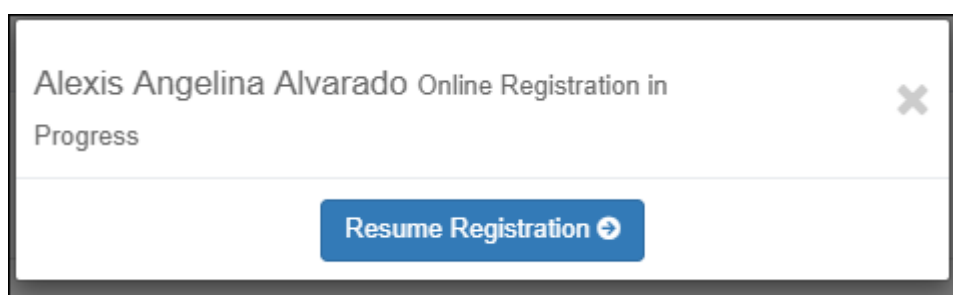 Alexis Angelina Alvarado Online Registration in
Progress
Resume Registration